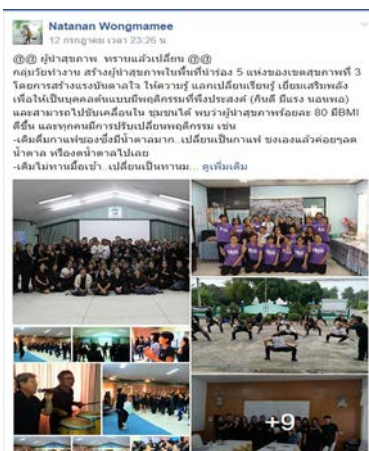 Natanan Wongmamee
12 กรกฎาคม เวลา 23:26 น.
@@ ผู้นำสุขภาพ ทราบแล้วเปลี่ยน @@
กลุ่มวัยทำงาน สร้างผู้นำสุขภาพในพื้นที่นำร่อง 5 แห่งของเขตสุขภาพที่ 3
โดยการสร้างแรงบันดาลใจ ให้ความรู้ แลกเปลี่ยนเรียนรู้ เยี่ยมเสริมพลัง
เพื่อให้เป็นบุคคลต้นแบบมีพฤติกรรมที่พึงประสงค์ (กินดี มีแรง นอนพอ)
และสามารถไปขับเคลื่อนใน ชุมชนได้ พบว่าผู้นำสุขภาพร้อยละ 80 มีBMI
ดีขึ้น และทุกคนมีการปรับเปลี่ยนพฤติกรรม เช่น
-เดิมดื่มกาแฟซองซึ่งมีน้ำตาลมาก..เปลี่ยนเป็นกาแฟ ชงเองแล้วค่อยๆลด
น้ำตาล หรืองดน้ำตาลไปเลย
-เดิมไม่ทานมื้อเช้า..เปลี่ยนเป็นทานม... ดูเพิ่มเติม
+9